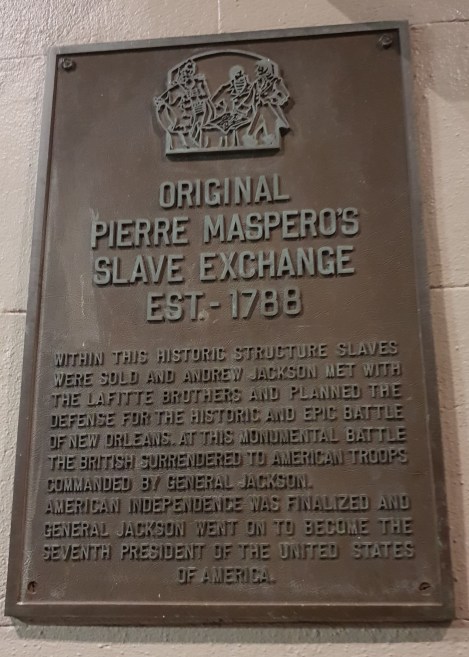 ORIGINAL
PIERRE MASPERO'S
SLAVE EXCHANGE
EST.-1788
WITHIN THIS HISTORIC STRUCTURE SLAVES
WERE SOLD AND ANDREW JACKSON MET WITH
THE LAFITTE BROTHERS AND PLANNED THE
DEFENSE FOR THE HISTORIC AND EPIC BATTLE
OF NEW ORLEANS. AT THIS MONUMENTAL BATTLE
THE BRITISH SURRENDERED TO AMERICAN TROOPS
COMMANDED BY GENERAL JACKSON.
AMERICAN INDEPENDENCE WAS FINALIZED AND
GENERAL JACKSON WENT ON TO BECOME THE
SEVENTH PRESIDENT OF THE UNITED STATES
OF AMERICA.